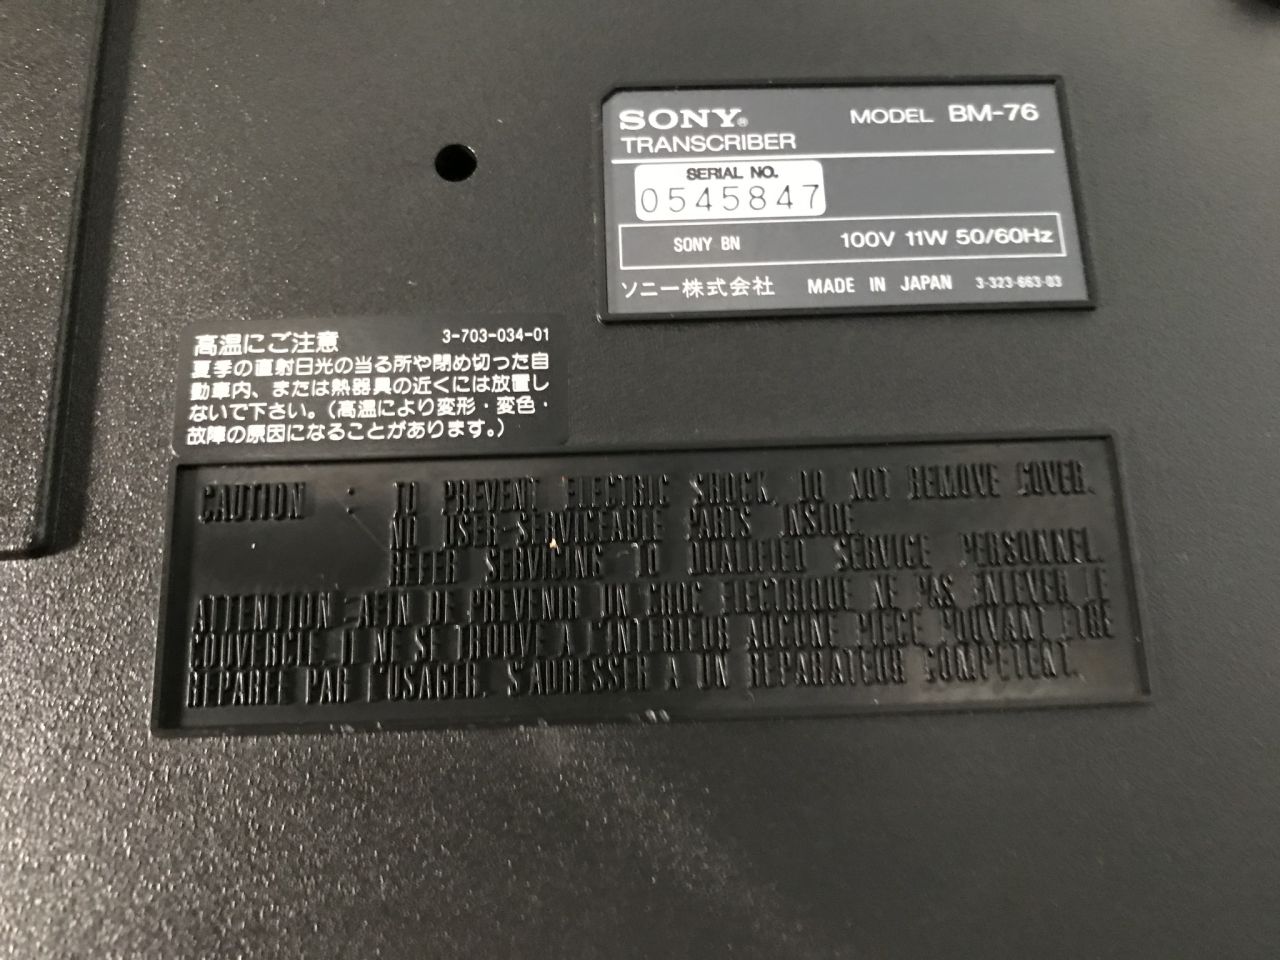 SONY® MODEL BM-76
TRANSCRIBER
SERIAL NO.
0545847
SONY BN 100V 11W 50/60Hz
ソニー株式会社 MADE IN JAPAN 3-323-663-03
高温にご注意 3-703-034-01
夏季の直射日光の当る所や閉め切った自
動車内、または熱器具の近くには放置し
ないで下さい。(高温により変形・変色・
故障の原因になることがあります。)
CAUTION : TO PREVENT ELECTRIC SHOCK, DO NOT REMOVE COVER.
NO USER-SERVICEABLE PARTS INSIDE
REFER SERVICING TO QUALIFIED SERVICE PERSONNEL.
ATTENTION : AFIN DE PREVENIR UN CHOC ELECTRIQUE NE PAS ENLEVER LE
COUVERCLE. IL NE SE TROUVE A L'INTERIEUR AUCUNE PIECE POUVANT ETRE
REPAREE PAR L'USAGER. S'ADRESSER A UN REPARATEUR COMPETENT.